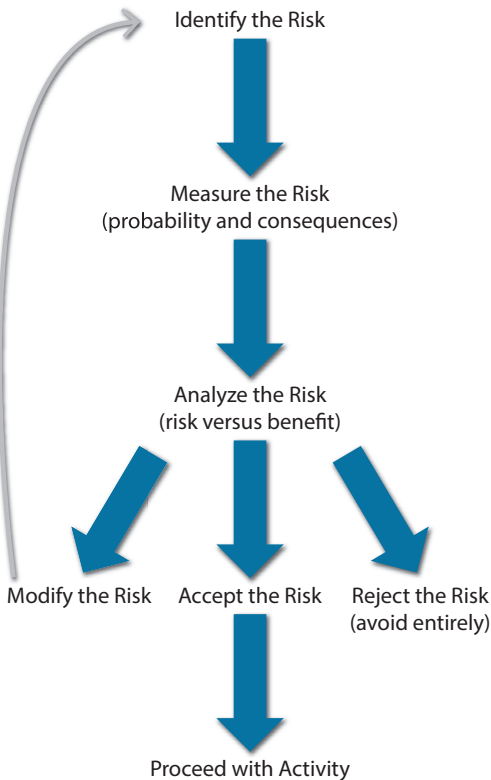 Identify the Risk
Measure the Risk
(probability and consequences)
Analyze the Risk
(risk versus benefit)
Modify the Risk
Accept the Risk
Reject the Risk
(avoid entirely)
Proceed with Activity